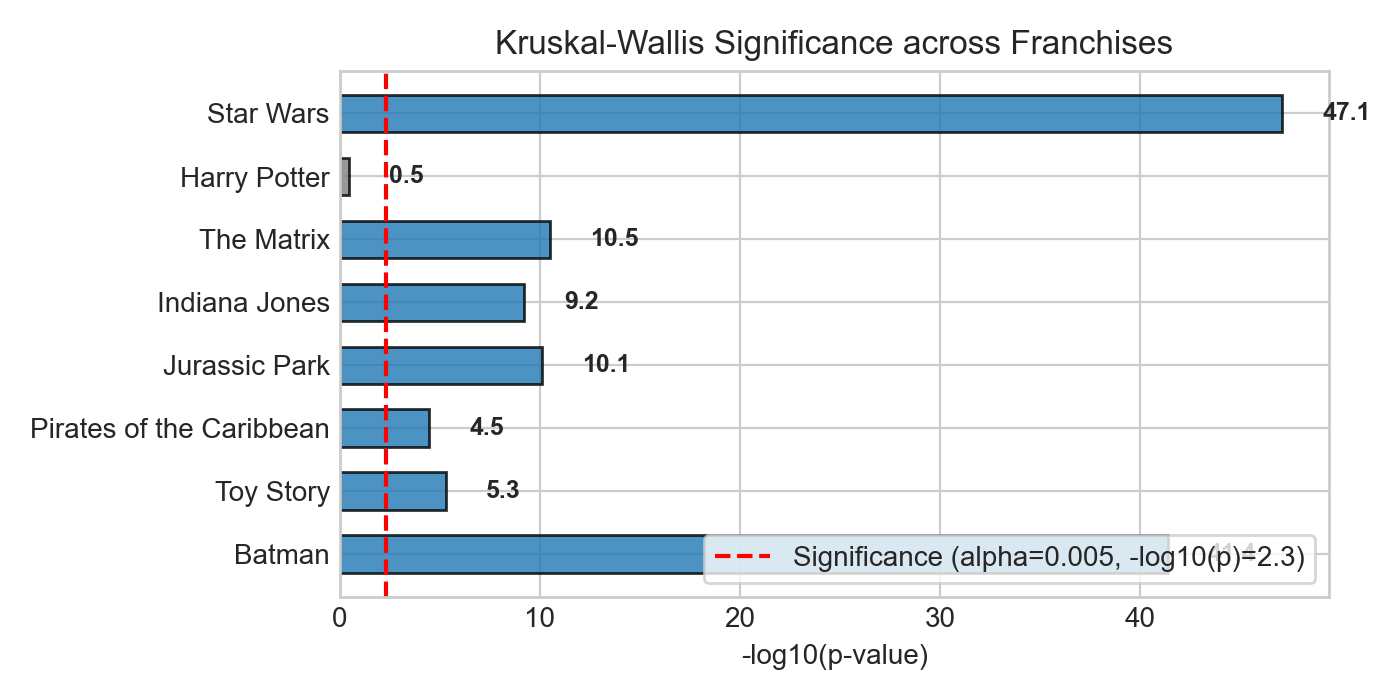 Kruskal-Wallis Significance across Franchises
Star Wars
47.1
Harry Potter
0.5
The Matrix
10.5
Indiana Jones
9.2
Jurassic Park
10.1
Pirates of the Caribbean
4.5
Toy Story
5.3
Batman
Significance (alpha=0.005, -log10(p)=2.3)
0 10 20 30 40
-log10(p-value)